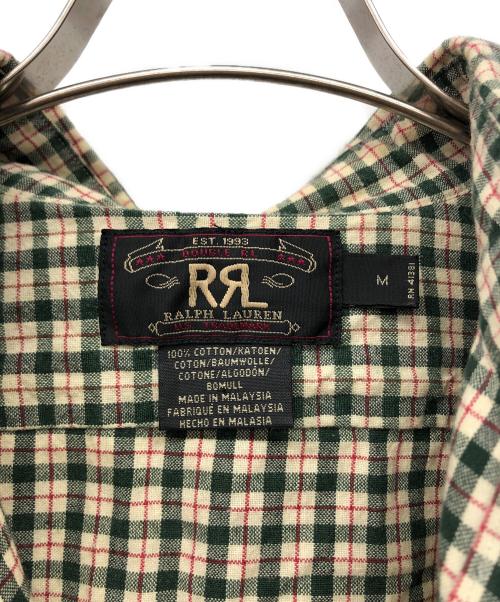 EST. 1993
★★★ DOUBLE RL ★★★
RRL
RALPH LAUREN
U.S. TRADEMARK
M
RN 41381
100% COTTON/KATOEN/
COTON/BAUMWOLLE/
COTONE/ALGODÓN/
BOMULL
MADE IN MALAYSIA
FABRIQUÉ EN MALAYSIA
HECHO EN MALASIA